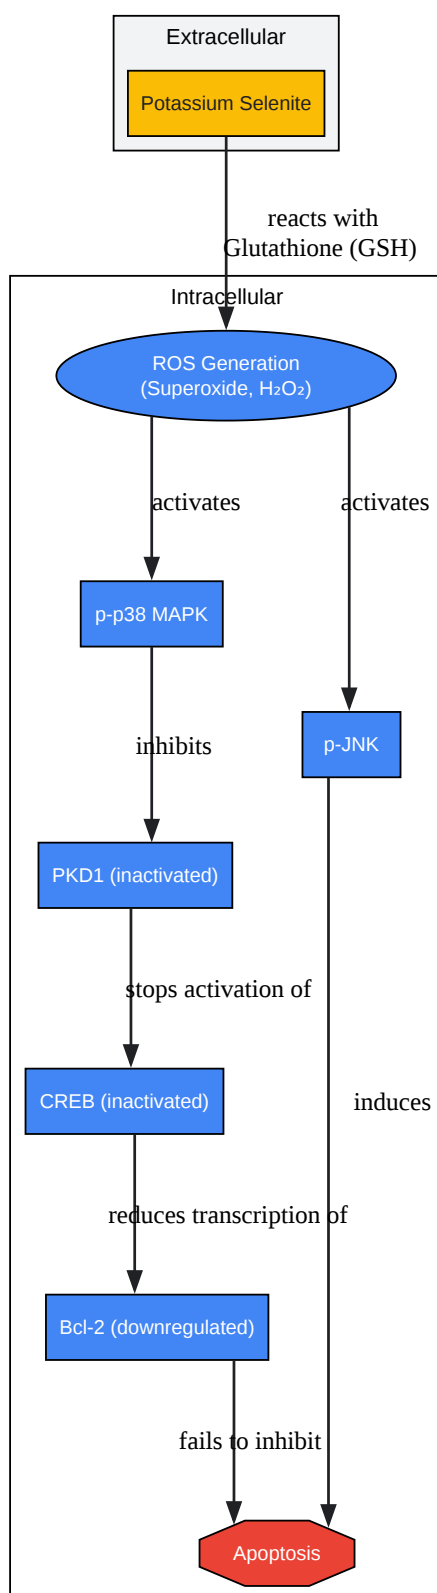 Extracellular
Potassium Selenite
reacts with
Glutathione (GSH)
Intracellular
ROS Generation
(Superoxide, H₂O₂)
activates
activates
p-p38 MAPK
inhibits
p-JNK
PKD1 (inactivated)
stops activation of
CREB (inactivated)
induces
reduces transcription of
Bcl-2 (downregulated)
fails to inhibit
Apoptosis